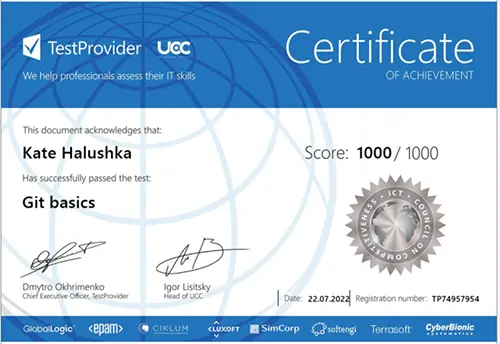 TestProvider UCC
We help professionals assess their IT skills
Certificate
OF ACHIEVEMENT
This document acknowledges that:
Kate Halushka
Score: 1000 / 1000
Has successfully passed the test:
Git basics
ICT · COUNCIL ON COMPETITIVENESS ·
Dmytro Okhrimenko
Chief Executive Officer, TestProvider
Igor Lisitsky
Head of UCC
Date: 22.07.2022 Registration number: TP74957954
GlobalLogic <epam> CIKLUM <LUXOFT SimCorp softengi Terrasoft CyberBionic systematics